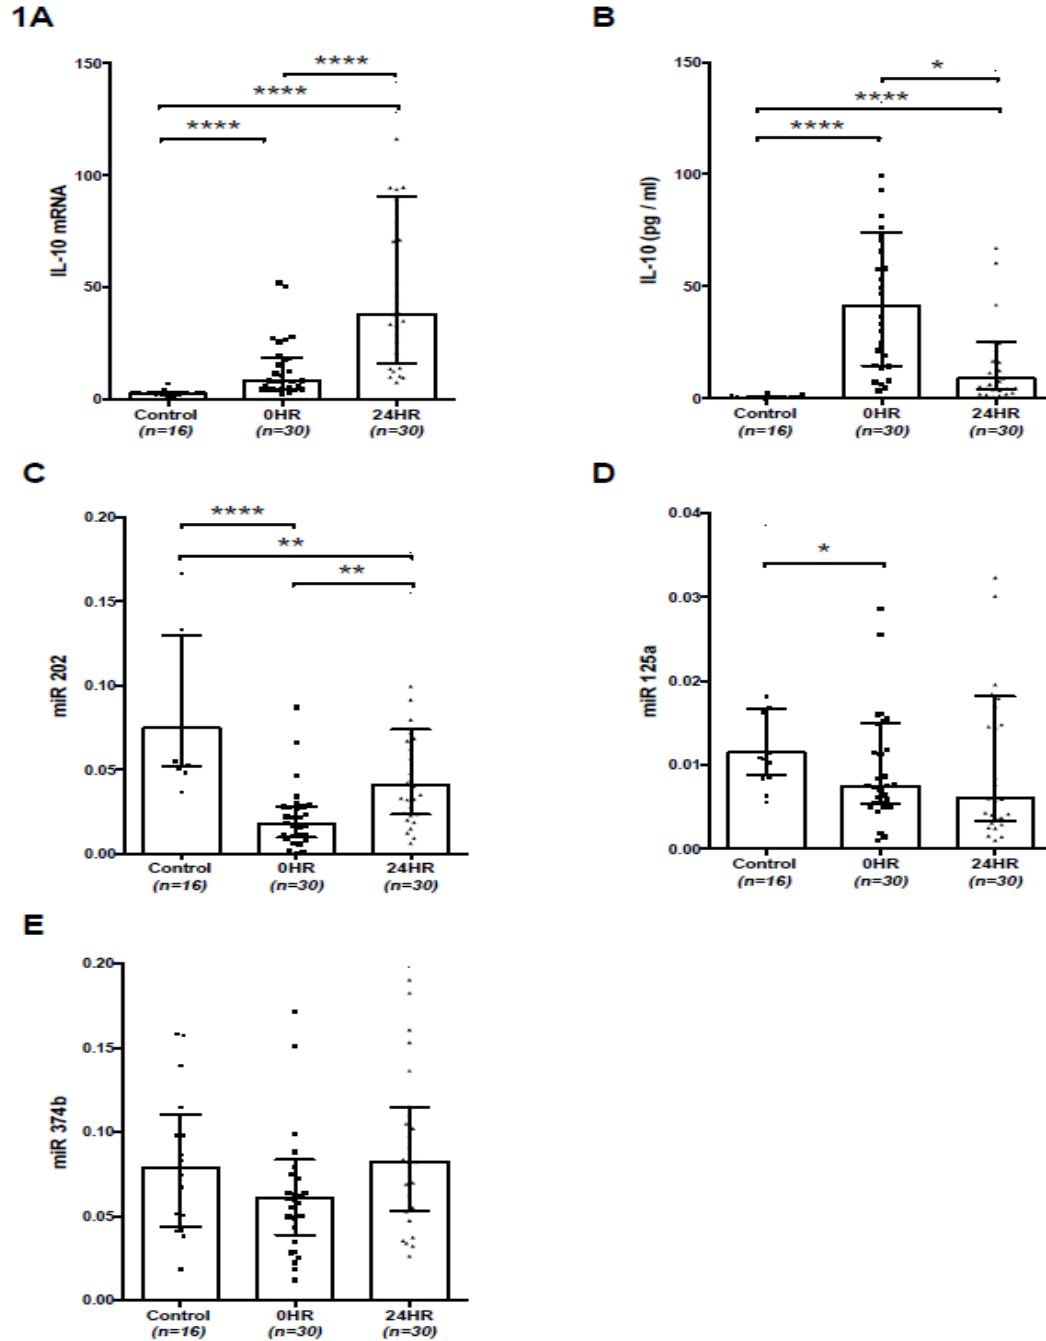 1A
150
100
50
0
IL-10 mRNA
****
****
****
Control
(n=16)
0HR
(n=30)
24HR
(n=30)
B
150
100
50
0
IL-10 (pg / ml)
*
****
****
Control
(n=16)
0HR
(n=30)
24HR
(n=30)
C
0.20
0.15
0.10
0.05
0.00
miR 202
****
**
**
Control
(n=16)
0HR
(n=30)
24HR
(n=30)
D
0.04
0.03
0.02
0.01
0.00
miR 125a
*
Control
(n=16)
0HR
(n=30)
24HR
(n=30)
E
0.20
0.15
0.10
0.05
0.00
miR 374b
Control
(n=16)
0HR
(n=30)
24HR
(n=30)